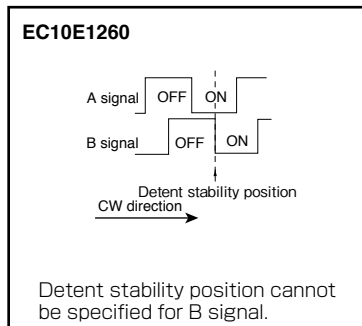 EC10E1260
A signal OFF ON
B signal OFF ON
Detent stability position
CW direction
Detent stability position cannot
be specified for B signal.